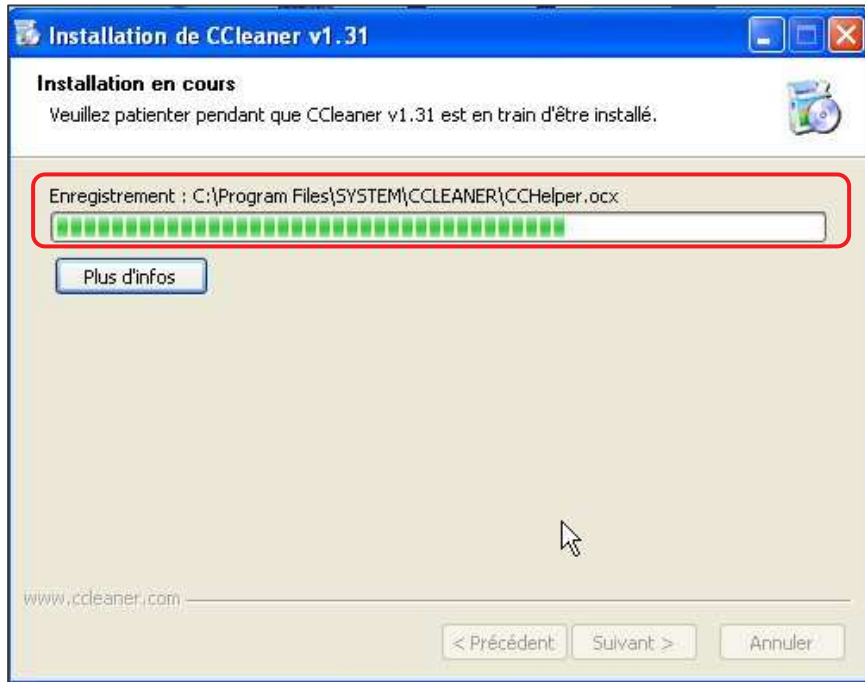 Installation de CCleaner v1.31
Installation en cours
Veuillez patienter pendant que CCleaner v1.31 est en train d'être installé.
Enregistrement : C:\Program Files\SYSTEM\CCLEANER\CCHelper.ocx
Plus d'infos
www.ccleaner.com
< Précédent
Suivant >
Annuler